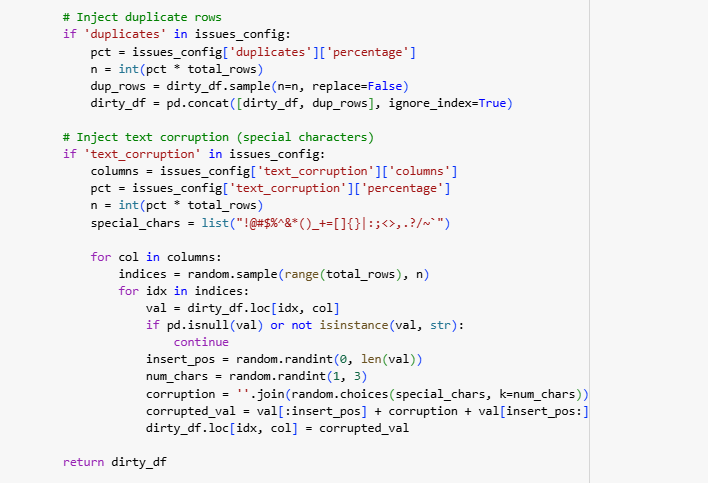 # Inject duplicate rows
if 'duplicates' in issues_config:
    pct = issues_config['duplicates']['percentage']
    n = int(pct * total_rows)
    dup_rows = dirty_df.sample(n=n, replace=False)
    dirty_df = pd.concat([dirty_df, dup_rows], ignore_index=True)

# Inject text corruption (special characters)
if 'text_corruption' in issues_config:
    columns = issues_config['text_corruption']['columns']
    pct = issues_config['text_corruption']['percentage']
    n = int(pct * total_rows)
    special_chars = list("!@#$%^&*()_+=[]{}|:;<>,.?/~`")

    for col in columns:
        indices = random.sample(range(total_rows), n)
        for idx in indices:
            val = dirty_df.loc[idx, col]
            if pd.isnull(val) or not isinstance(val, str):
                continue
            insert_pos = random.randint(0, len(val))
            num_chars = random.randint(1, 3)
            corruption = ''.join(random.choices(special_chars, k=num_chars))
            corrupted_val = val[:insert_pos] + corruption + val[insert_pos:]
            dirty_df.loc[idx, col] = corrupted_val

return dirty_df